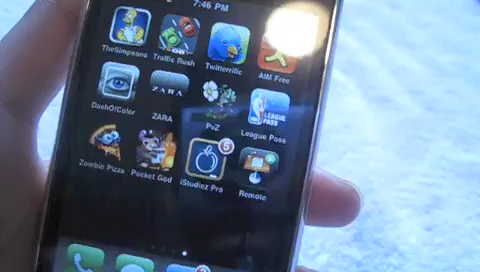 7:46 PM
TheSimpsons Traffic Rush Twitterrific AIM Free
ZARA
LEAGUE PASS
DashOfColor ZARA PvZ League Pass
5
Zombie Pizza Pocket God iStudiez Pro Remote